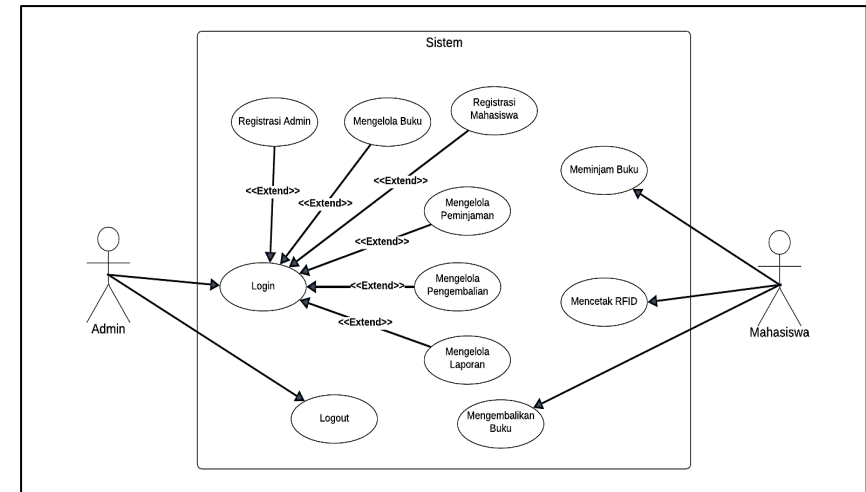 Sistem
Registrasi Admin
Mengelola Buku
Registrasi
Mahasiswa
<<Extend>>
<<Extend>>
<<Extend>>
Meminjam Buku
Mengelola
Peminjaman
<<Extend>>
Login
<<Extend>>
Mengelola
Pengembalian
Mencetak RFID
Admin
Mahasiswa
<<Extend>>
Mengelola
Laporan
Logout
Mengembalikan
Buku